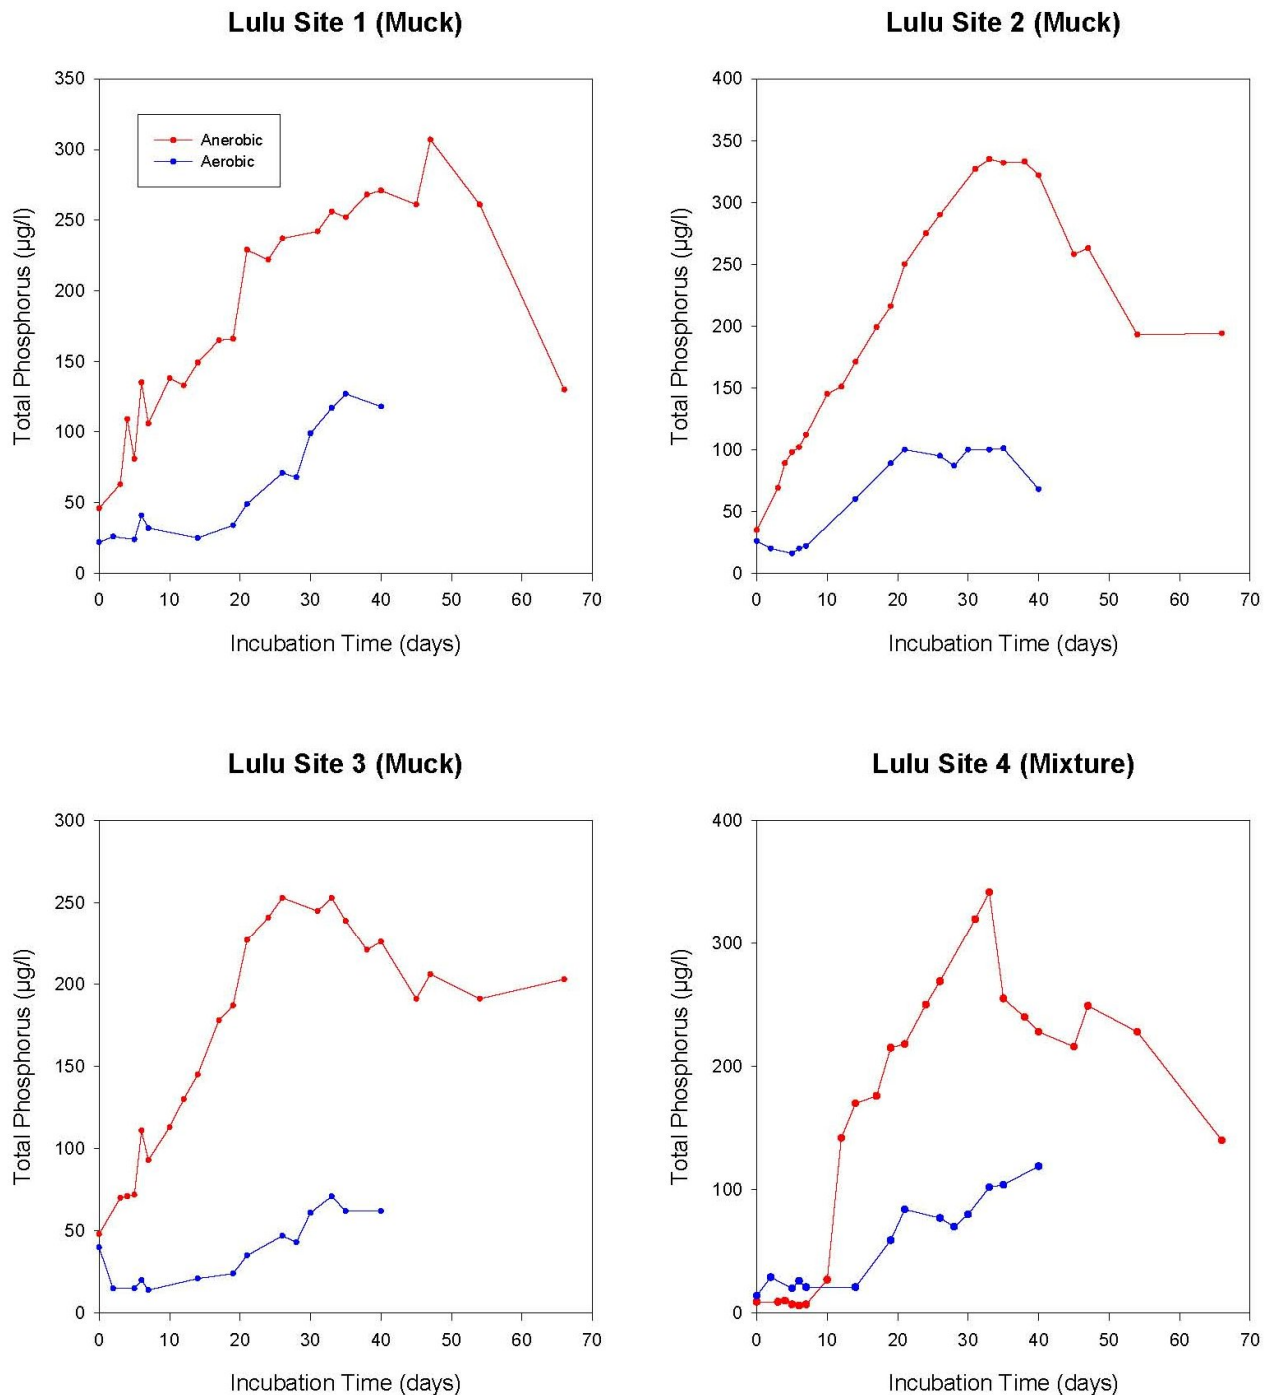 Lulu Site 1 (Muck)
Total Phosphorus (µg/l)
350
300
250
200
150
100
50
0
Anerobic
Aerobic
0 10 20 30 40 50 60 70
Incubation Time (days)
Lulu Site 2 (Muck)
Total Phosphorus (µg/l)
400
350
300
250
200
150
100
50
0
0 10 20 30 40 50 60 70
Incubation Time (days)
Lulu Site 3 (Muck)
Total Phosphorus (µg/l)
300
250
200
150
100
50
0
0 10 20 30 40 50 60 70
Incubation Time (days)
Lulu Site 4 (Mixture)
Total Phosphorus (µg/l)
400
300
200
100
0
0 10 20 30 40 50 60 70
Incubation Time (days)